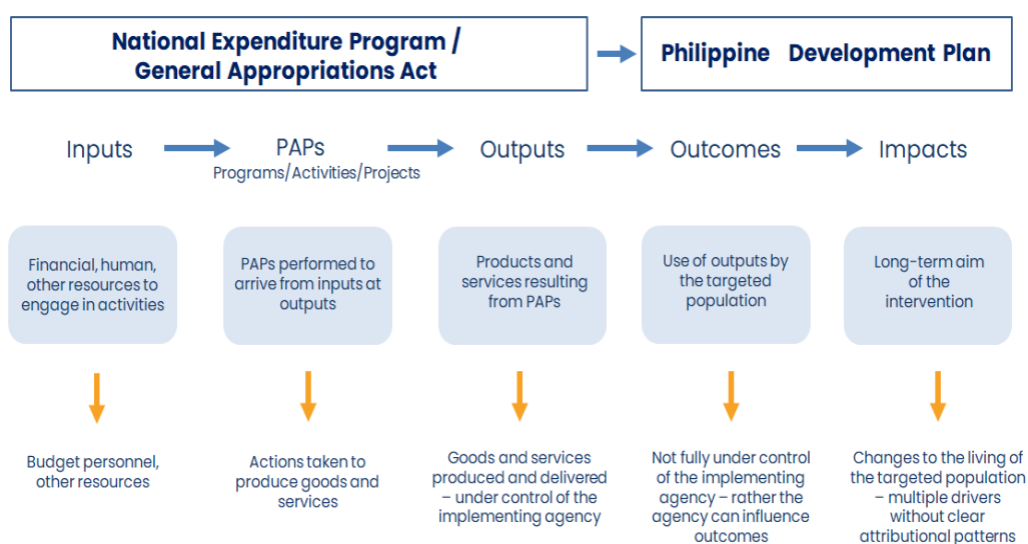 National Expenditure Program /
General Appropriations Act
Philippine Development Plan
Inputs
PAPs
Programs/Activities/Projects
Outputs
Outcomes
Impacts
Financial, human,
other resources to
engage in activities
PAPs performed to
arrive from inputs at
outputs
Products and
services resulting
from PAPs
Use of outputs by
the targeted
population
Long-term aim
of the
intervention
Budget personnel,
other resources
Actions taken to
produce goods and
services
Goods and services
produced and delivered
– under control of the
implementing agency
Not fully under control
of the implementing
agency – rather the
agency can influence
outcomes
Changes to the living of
the targeted population
– multiple drivers
without clear
attributional patterns